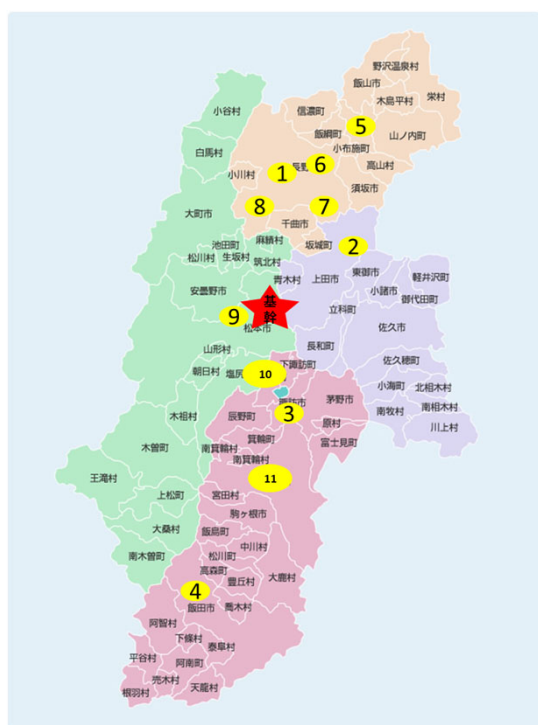 野沢温泉村
飯山市
栄村
木島平村
小谷村
信濃町
5
飯綱町
山ノ内町
小布施町
白馬村
6
高山村
1
長野
小川村
須坂市
8
7
大町市
千曲市
麻績村
坂城町
2
池田町
筑北村
松川村
生坂村
青木村
上田市
東御市
軽井沢町
小諸市
御代田町
安曇野市
基
幹
9
松本市
立科町
佐久市
長和町
山形村
下諏訪町
佐久穂町
朝日村
塩尻
10
小海町
北相木村
茅野市
南相木村
木祖村
辰野町
3
原村
南牧村
川上村
箕輪町
富士見町
木曽町
南箕輪村
南箕輪村
王滝村
11
上松町
宮田村
駒ヶ根市
大桑村
飯島町
中川村
南木曽町
松川町
高森町
大鹿村
豊丘村
4
飯田市
喬木村
阿智村
下條村
泰阜村
平谷村
阿南町
売木村
天龍村
根羽村